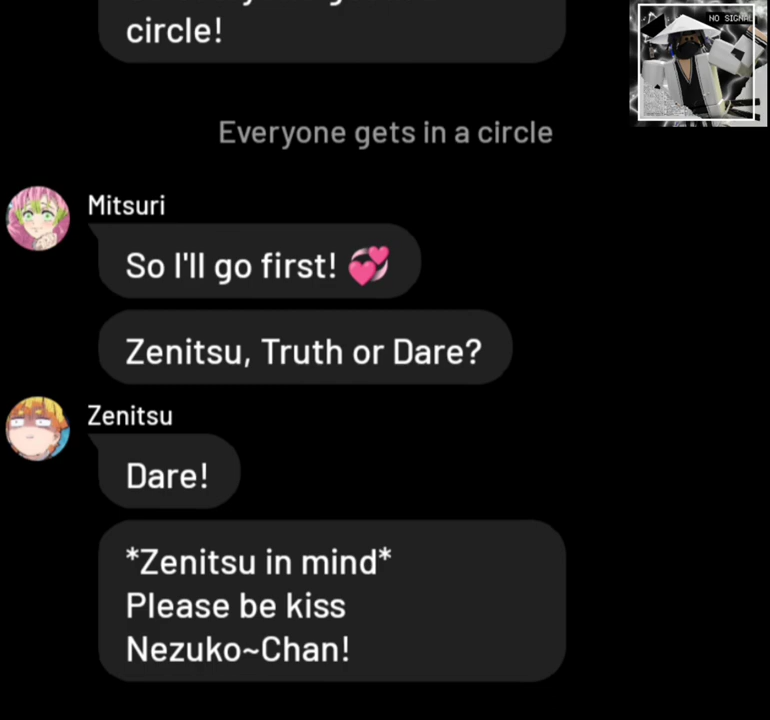 circle!
NO SIGNAL
Everyone gets in a circle
Mitsuri
So I'll go first! 💞
Zenitsu, Truth or Dare?
Zenitsu
Dare!
*Zenitsu in mind*
Please be kiss
Nezuko~Chan!